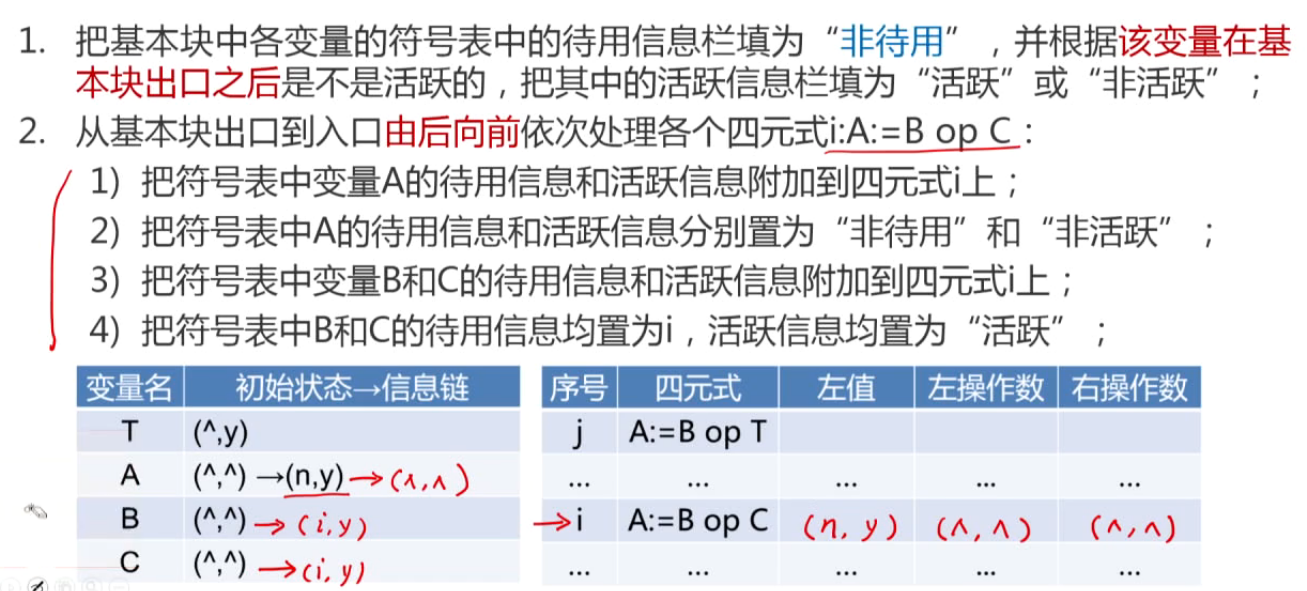 1. 把基本块中各变量的符号表中的待用信息栏填为“非待用”，并根据该变量在基
本块出口之后是不是活跃的，把其中的活跃信息栏填为“活跃”或“非活跃”；
2. 从基本块出口到入口由后向前依次处理各个四元式i:A:=B op C：
1) 把符号表中变量A的待用信息和活跃信息附加到四元式i上；
2) 把符号表中A的待用信息和活跃信息分别置为“非待用”和“非活跃”；
3) 把符号表中变量B和C的待用信息和活跃信息附加到四元式i上；
4) 把符号表中B和C的待用信息均置为i，活跃信息均置为“活跃”；
变量名 初始状态→信息链
T (^,y)
A (^,^) →(n,y) →(^,^)
B (^,^) →(i,y)
C (^,^) →(i,y)
序号 四元式 左值 左操作数 右操作数
j A:=B op T
... ... ... ... ...
→i A:=B op C (n, y) (^,^) (^,^)
... ... ... ... ...